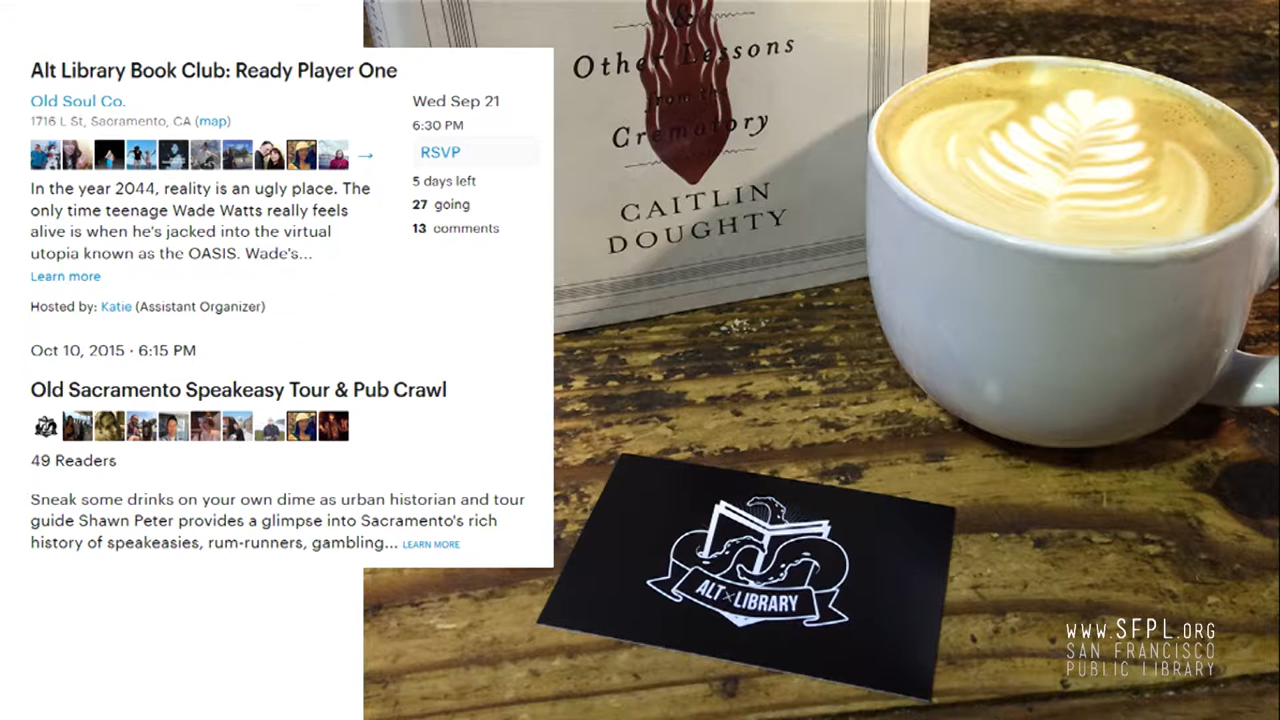 Alt Library Book Club: Ready Player One
Old Soul Co.
1716 L St, Sacramento, CA (map)
→
In the year 2044, reality is an ugly place. The
only time teenage Wade Watts really feels
alive is when he's jacked into the virtual
utopia known as the OASIS. Wade's...
Learn more
Hosted by: Katie (Assistant Organizer)
Wed Sep 21
6:30 PM
RSVP
5 days left
27 going
13 comments
Oct 10, 2015 · 6:15 PM
Old Sacramento Speakeasy Tour & Pub Crawl
49 Readers
Sneak some drinks on your own dime as urban historian and tour
guide Shawn Peter provides a glimpse into Sacramento's rich
history of speakeasies, rum-runners, gambling... LEARN MORE
&
Other Lessons
from the
Crematory
CAITLIN
DOUGHTY
ALT×LIBRARY
WWW.SFPL.ORG
SAN FRANCISCO
PUBLIC LIBRARY